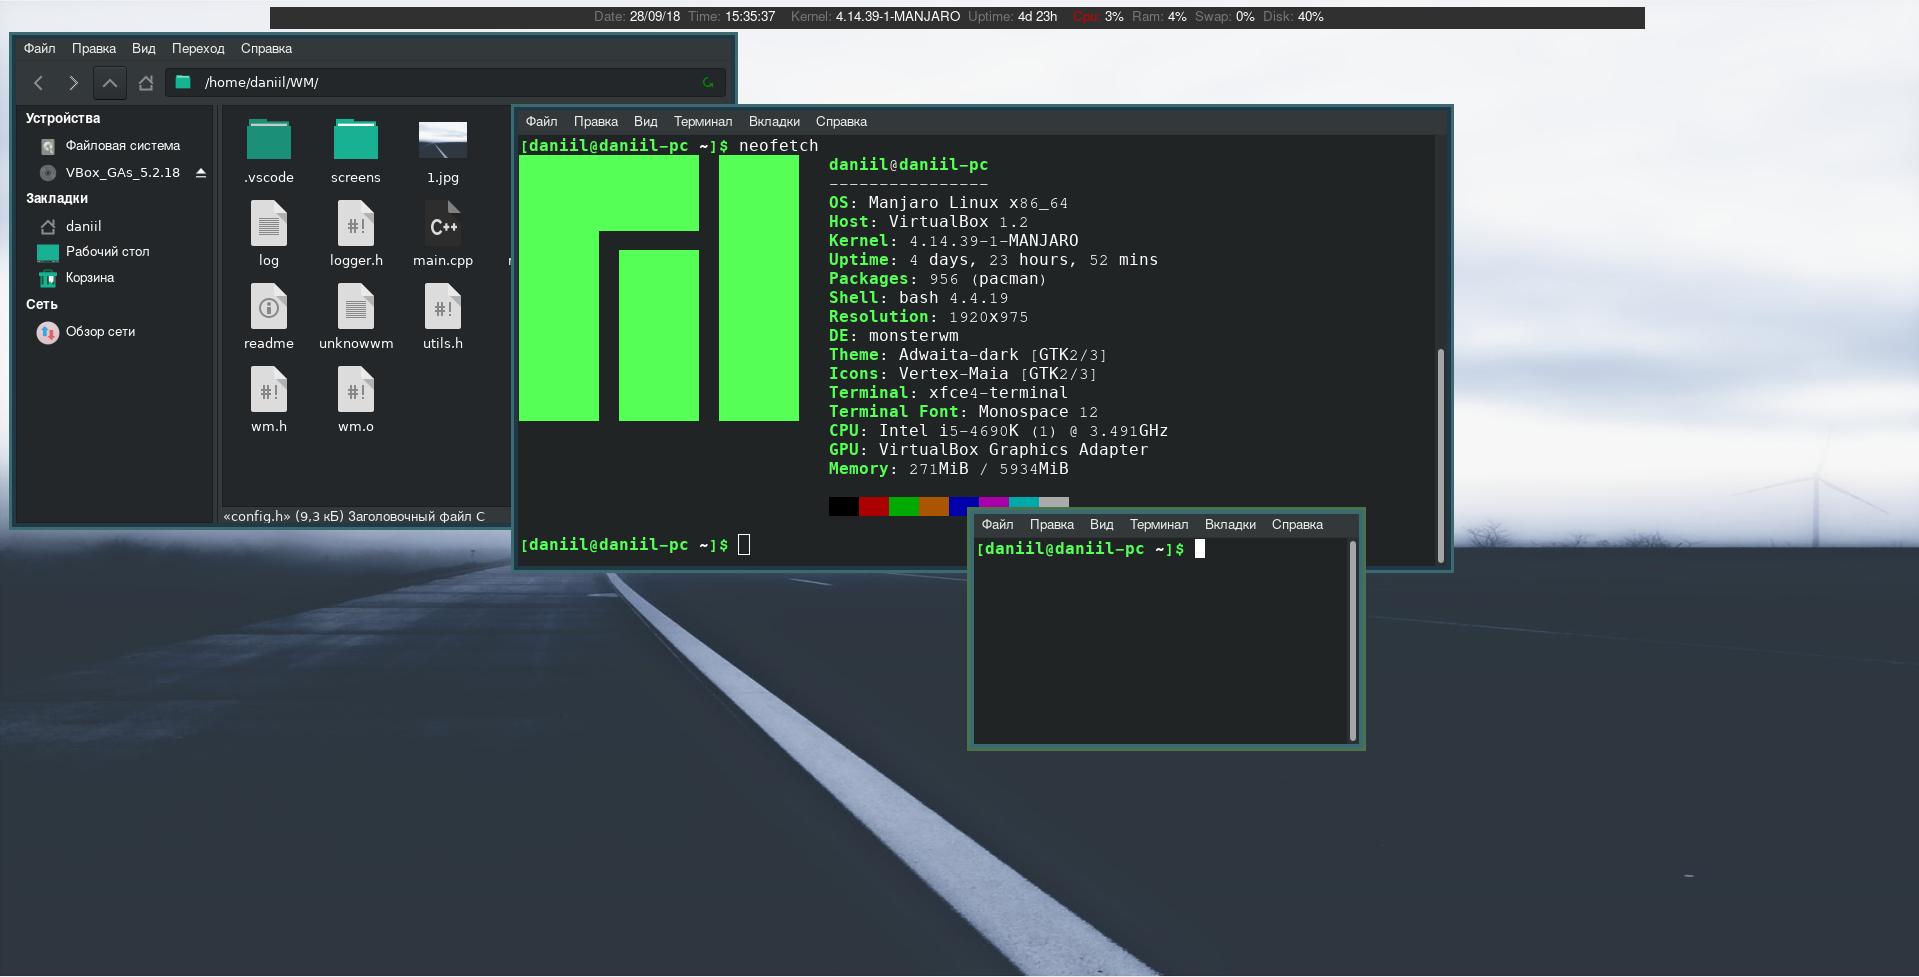 Date: 28/09/18 Time: 15:35:37 Kernel: 4.14.39-1-MANJARO Uptime: 4d 23h Cpu: 3% Ram: 4% Swap: 0% Disk: 40%
Файл Правка Вид Переход Справка
/home/daniil/WM/
Устройства
Файловая система
VBox_GAs_5.2.18
Закладки
daniil
Рабочий стол
Корзина
Сеть
Обзор сети
.vscode screens 1.jpg
#! C++
log logger.h main.cpp
#!
readme unknowwm utils.h
#! #!
wm.h wm.o
«config.h» (9,3 кБ) Заголовочный файл C
Файл Правка Вид Терминал Вкладки Справка
[daniil@daniil-pc ~]$ neofetch
daniil@daniil-pc
----------------
OS: Manjaro Linux x86_64
Host: VirtualBox 1.2
Kernel: 4.14.39-1-MANJARO
Uptime: 4 days, 23 hours, 52 mins
Packages: 956 (pacman)
Shell: bash 4.4.19
Resolution: 1920x975
DE: monsterwm
Theme: Adwaita-dark [GTK2/3]
Icons: Vertex-Maia [GTK2/3]
Terminal: xfce4-terminal
Terminal Font: Monospace 12
CPU: Intel i5-4690K (1) @ 3.491GHz
GPU: VirtualBox Graphics Adapter
Memory: 271MiB / 5934MiB
[daniil@daniil-pc ~]$
Файл Правка Вид Терминал Вкладки Справка
[daniil@daniil-pc ~]$